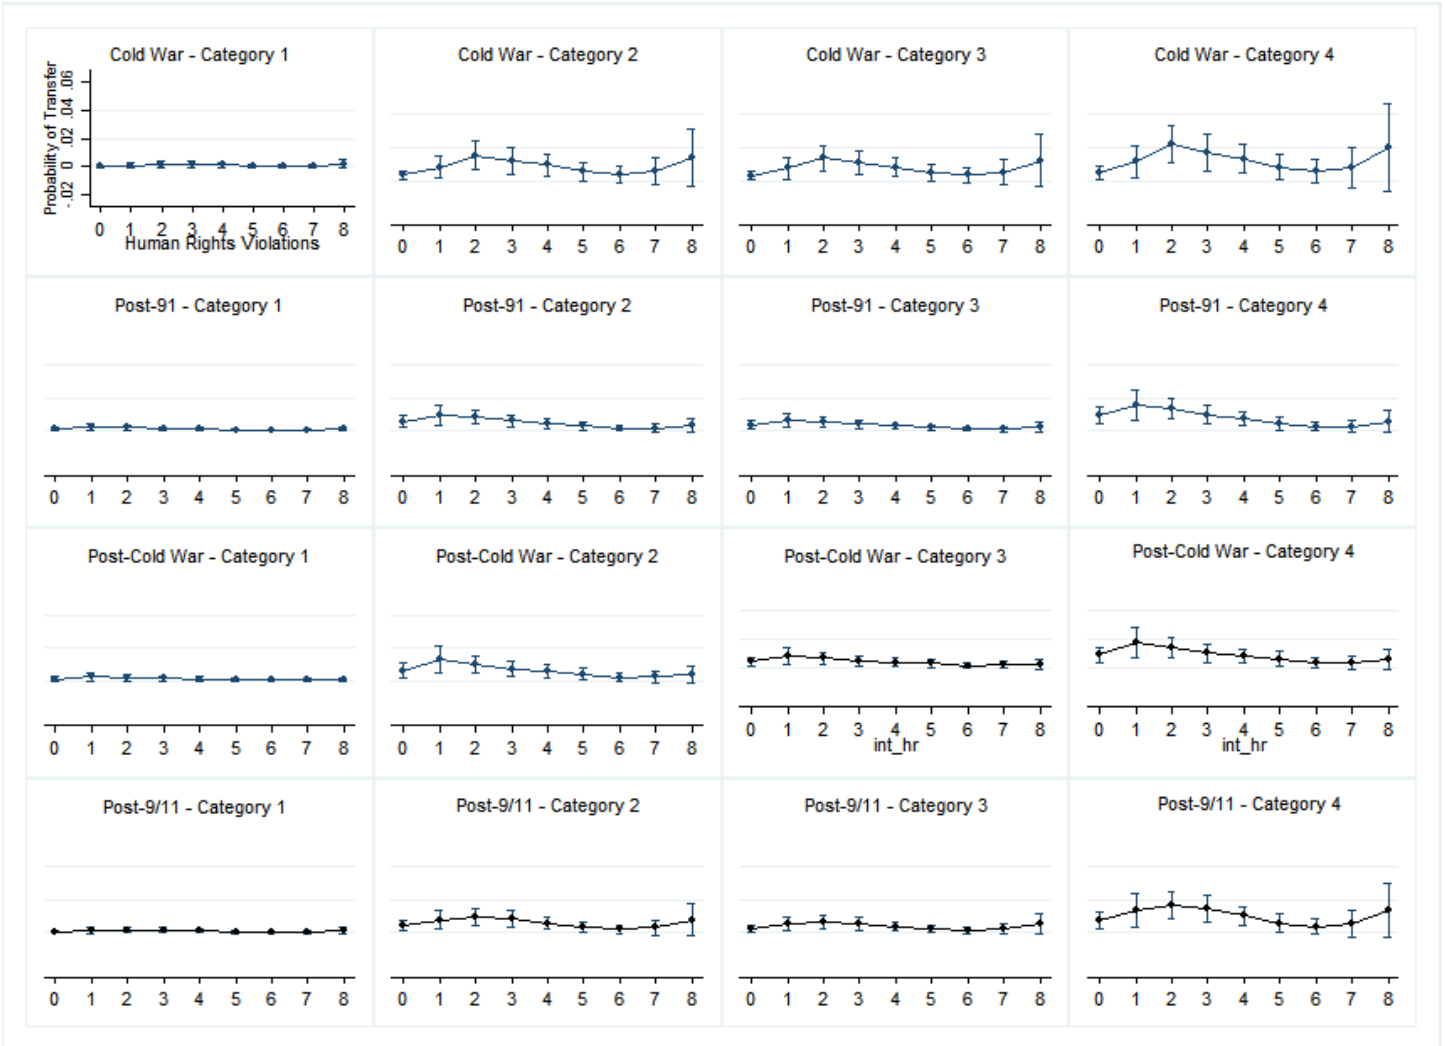 Cold War - Category 1
Cold War - Category 2
Cold War - Category 3
Cold War - Category 4
Probability of Transfer
-.02 0 .02 .04 .06
0 1 2 3 4 5 6 7 8
Human Rights Violations
0 1 2 3 4 5 6 7 8
0 1 2 3 4 5 6 7 8
0 1 2 3 4 5 6 7 8
Post-91 - Category 1
Post-91 - Category 2
Post-91 - Category 3
Post-91 - Category 4
0 1 2 3 4 5 6 7 8
0 1 2 3 4 5 6 7 8
0 1 2 3 4 5 6 7 8
0 1 2 3 4 5 6 7 8
Post-Cold War - Category 1
Post-Cold War - Category 2
Post-Cold War - Category 3
Post-Cold War - Category 4
0 1 2 3 4 5 6 7 8
0 1 2 3 4 5 6 7 8
0 1 2 3 4 5 6 7 8
int_hr
0 1 2 3 4 5 6 7 8
int_hr
Post-9/11 - Category 1
Post-9/11 - Category 2
Post-9/11 - Category 3
Post-9/11 - Category 4
0 1 2 3 4 5 6 7 8
0 1 2 3 4 5 6 7 8
0 1 2 3 4 5 6 7 8
0 1 2 3 4 5 6 7 8